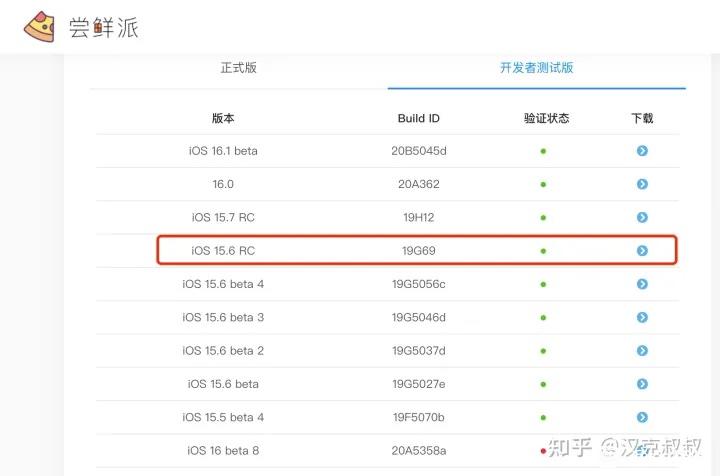 尝鲜派
正式版 开发者测试版
版本 Build ID 验证状态 下载
iOS 16.1 beta 20B5045d
16.0 20A362
iOS 15.7 RC 19H12
iOS 15.6 RC 19G69
iOS 15.6 beta 4 19G5056c
iOS 15.6 beta 3 19G5046d
iOS 15.6 beta 2 19G5037d
iOS 15.6 beta 19G5027e
iOS 15.5 beta 4 19F5070b
iOS 16 beta 8 20A5358a
知乎 @汉克叔叔